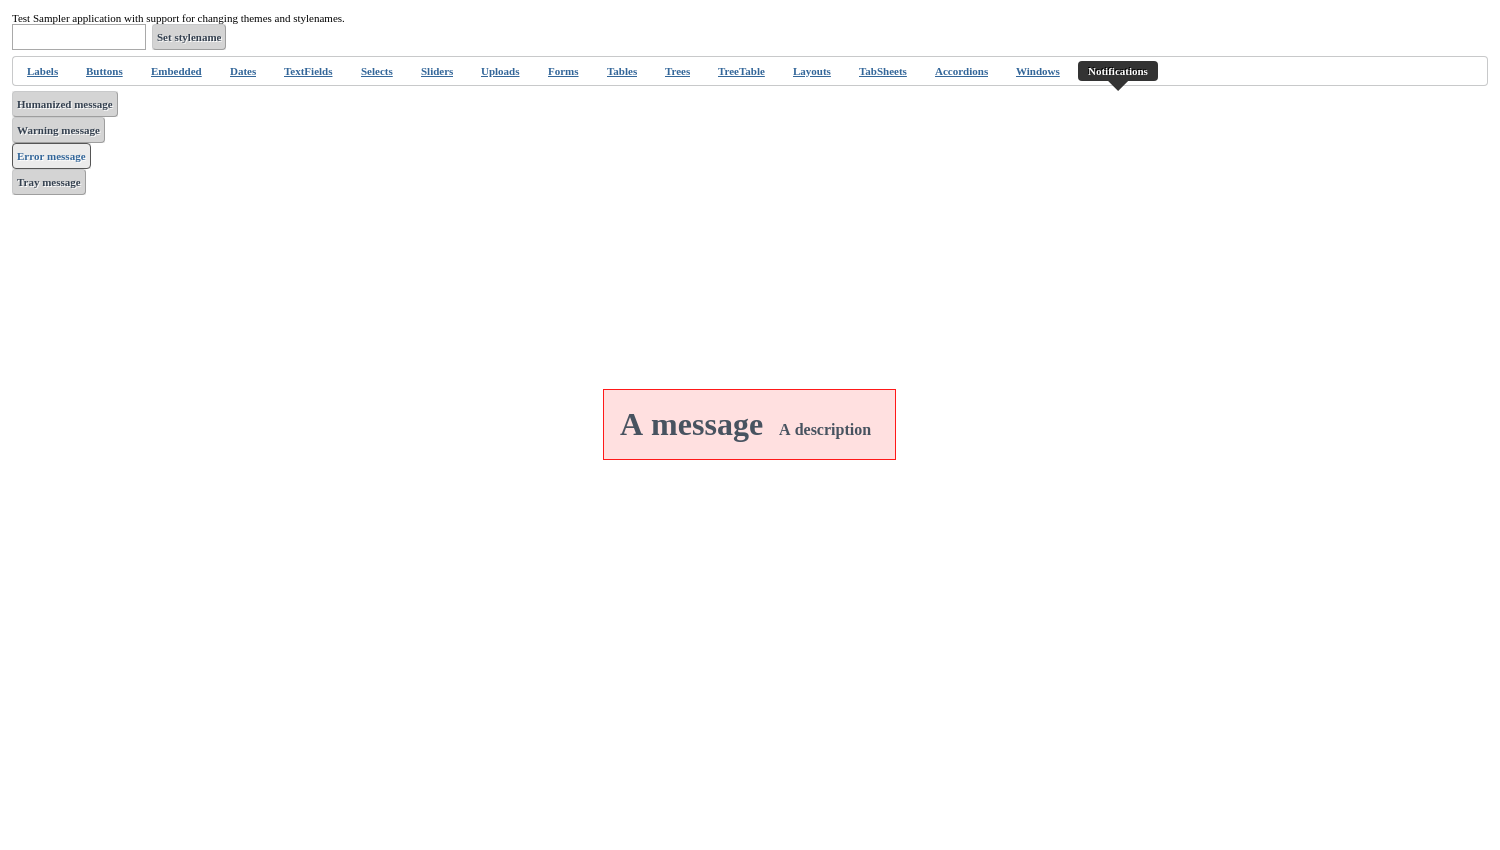 Test Sampler application with support for changing themes and stylenames.
Set stylename
Labels Buttons Embedded Dates TextFields Selects Sliders Uploads Forms Tables Trees TreeTable Layouts TabSheets Accordions Windows Notifications
Humanized message
Warning message
Error message
Tray message
A message A description